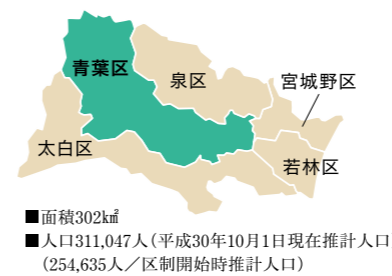 青葉区
泉区
宮城野区
太白区
若林区
■面積302㎢
■人口311,047人(平成30年10月1日現在推計人口
(254,635人／区制開始時推計人口)